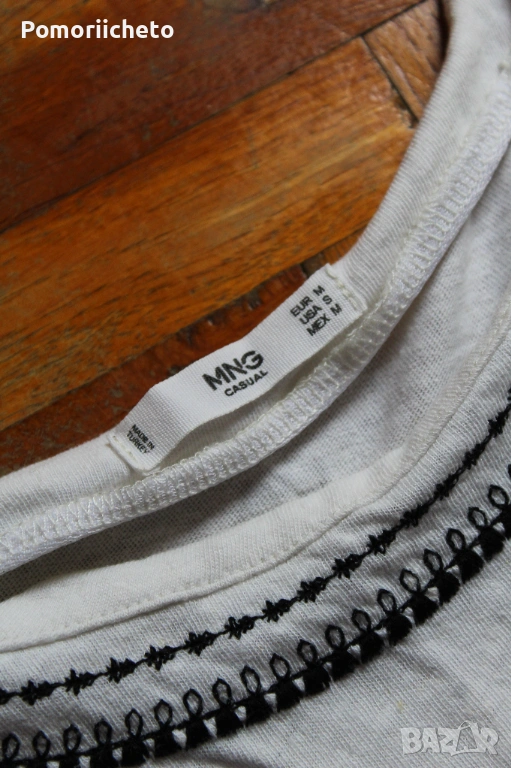 Pomoriicheto
EUR M
USA S
MEX M
MNG
CASUAL
MADE IN
TURKEY
BAZAR